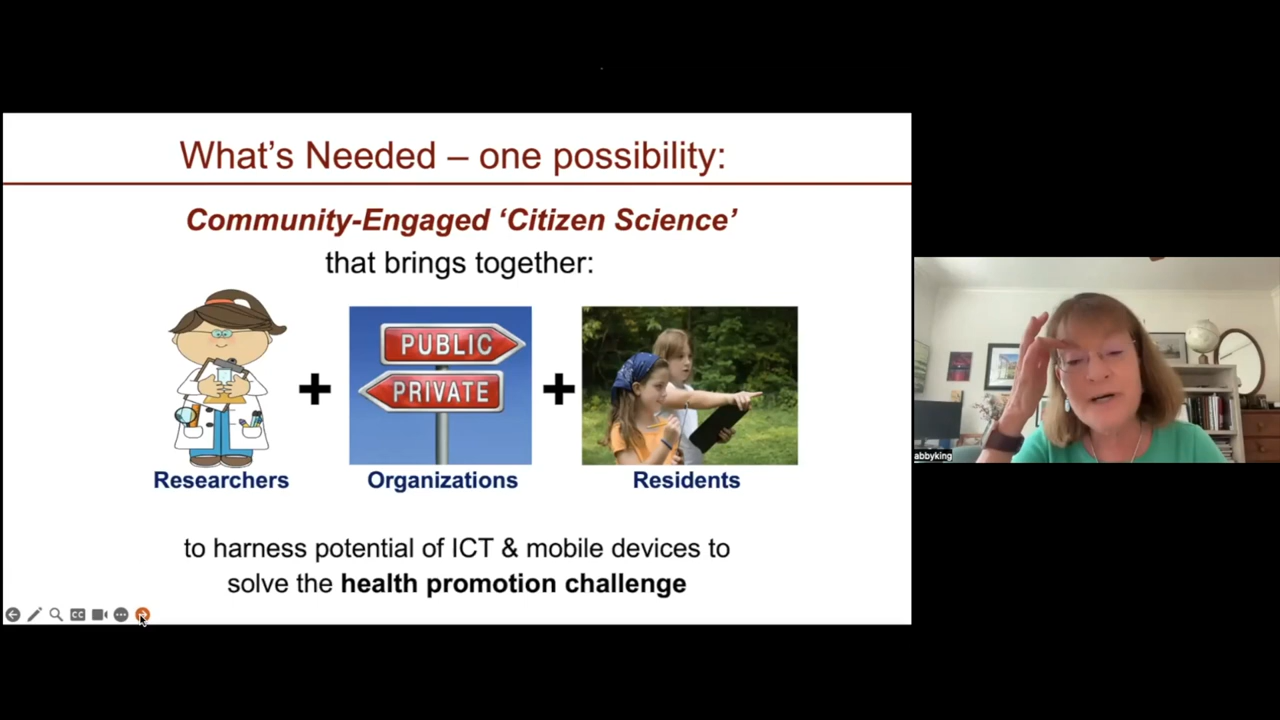 What's Needed – one possibility:
Community-Engaged 'Citizen Science'
that brings together:
PUBLIC
PRIVATE
Researchers
Organizations
Residents
to harness potential of ICT & mobile devices to
solve the health promotion challenge
CC
abbyking